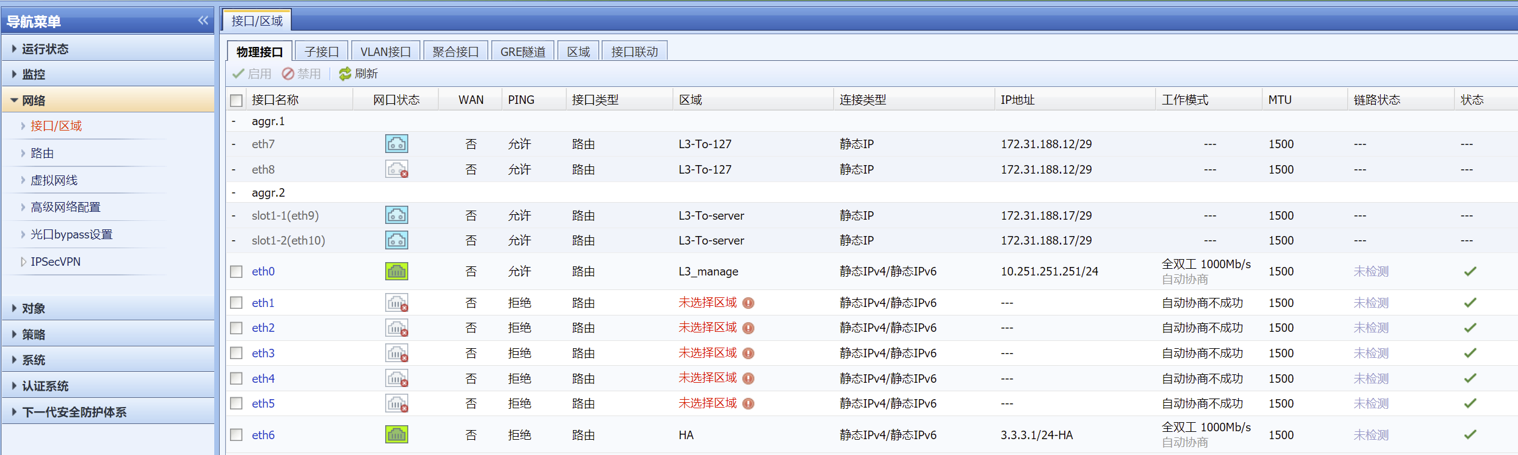 导航菜单
运行状态
监控
网络
接口/区域
路由
虚拟网线
高级网络配置
光口bypass设置
IPSecVPN
对象
策略
系统
认证系统
下一代安全防护体系
接口/区域
物理接口 子接口 VLAN接口 聚合接口 GRE隧道 区域 接口联动
启用 禁用 刷新
接口名称 网口状态 WAN PING 接口类型 区域 连接类型 IP地址 工作模式 MTU 链路状态 状态
- aggr.1
- eth7 否 允许 路由 L3-To-127 静态IP 172.31.188.12/29 --- 1500 --- ---
- eth8 否 允许 路由 L3-To-127 静态IP 172.31.188.12/29 --- 1500 --- ---
- aggr.2
- slot1-1(eth9) 否 允许 路由 L3-To-server 静态IP 172.31.188.17/29 --- 1500 --- ---
- slot1-2(eth10) 否 允许 路由 L3-To-server 静态IP 172.31.188.17/29 --- 1500 --- ---
eth0 否 允许 路由 L3_manage 静态IPv4/静态IPv6 10.251.251.251/24 全双工 1000Mb/s 1500 未检测
自动协商
eth1 否 拒绝 路由 未选择区域 静态IPv4/静态IPv6 --- 自动协商不成功 1500 未检测
eth2 否 拒绝 路由 未选择区域 静态IPv4/静态IPv6 --- 自动协商不成功 1500 未检测
eth3 否 拒绝 路由 未选择区域 静态IPv4/静态IPv6 --- 自动协商不成功 1500 未检测
eth4 否 拒绝 路由 未选择区域 静态IPv4/静态IPv6 --- 自动协商不成功 1500 未检测
eth5 否 拒绝 路由 未选择区域 静态IPv4/静态IPv6 --- 自动协商不成功 1500 未检测
eth6 否 拒绝 路由 HA 静态IPv4/静态IPv6 3.3.3.1/24-HA 全双工 1000Mb/s 1500 未检测
自动协商